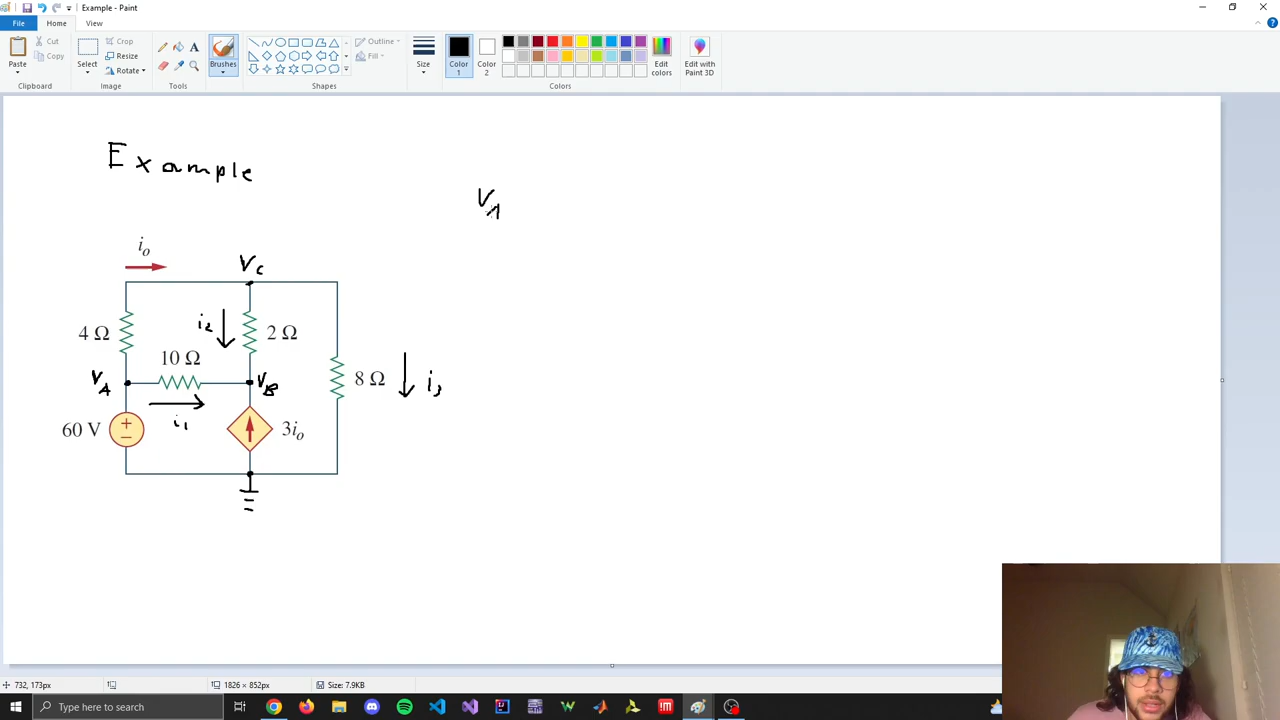 Example - Paint
File Home View
Paste Cut Copy
Select Crop Resize Rotate
Brushes
Outline
Fill
Size
Color 1
Color 2
Edit colors
Edit with Paint 3D
Clipboard Image Tools Shapes Colors
Example
VA
io
VC
4 Ω i2 2 Ω
10 Ω
VA VB 8 Ω i3
i1
60 V 3io
732, 173px 1826 × 852px Size: 7.9KB
Type here to search